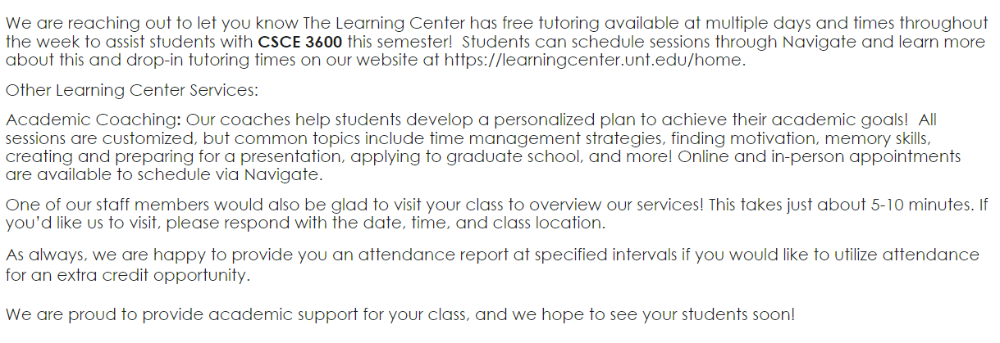 We are reaching out to let you know The Learning Center has free tutoring available at multiple days and times throughout
the week to assist students with CSCE 3600 this semester!  Students can schedule sessions through Navigate and learn more
about this and drop-in tutoring times on our website at https://learningcenter.unt.edu/home.
Other Learning Center Services:
Academic Coaching: Our coaches help students develop a personalized plan to achieve their academic goals!  All
sessions are customized, but common topics include time management strategies, finding motivation, memory skills,
creating and preparing for a presentation, applying to graduate school, and more! Online and in-person appointments
are available to schedule via Navigate.
One of our staff members would also be glad to visit your class to overview our services! This takes just about 5-10 minutes. If
you’d like us to visit, please respond with the date, time, and class location.
As always, we are happy to provide you an attendance report at specified intervals if you would like to utilize attendance
for an extra credit opportunity.
We are proud to provide academic support for your class, and we hope to see your students soon!